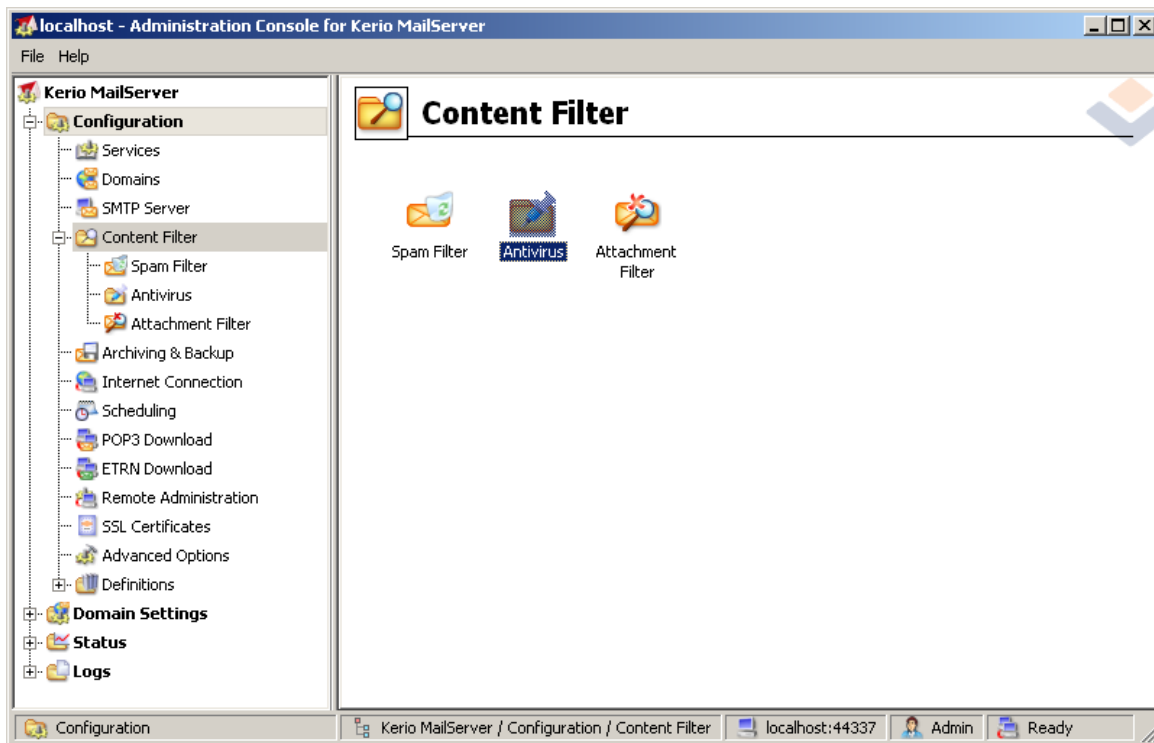 localhost - Administration Console for Kerio MailServer
File Help
Kerio MailServer
Configuration
Services
Domains
SMTP Server
Content Filter
Spam Filter
Antivirus
Attachment Filter
Archiving & Backup
Internet Connection
Scheduling
POP3 Download
ETRN Download
Remote Administration
SSL Certificates
Advanced Options
Definitions
Domain Settings
Status
Logs
Content Filter
Spam Filter
Antivirus
Attachment
Filter
Configuration
Kerio MailServer / Configuration / Content Filter
localhost:44337
Admin
Ready